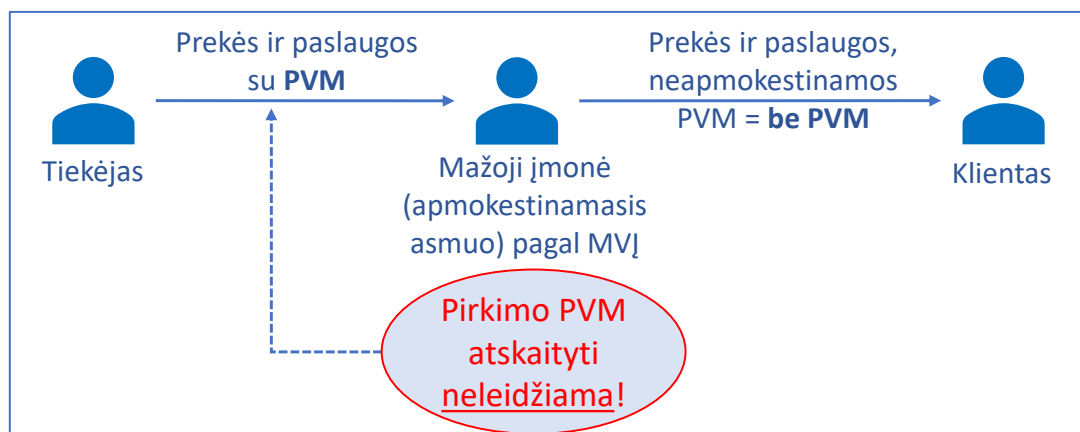 Prekės ir paslaugos
su PVM
Prekės ir paslaugos,
neapmokestinamos
PVM = be PVM
Tiekėjas
Mažoji įmonė
(apmokestinamasis
asmuo) pagal MVĮ
Klientas
Pirkimo PVM
atskaityti
neleidžiama!